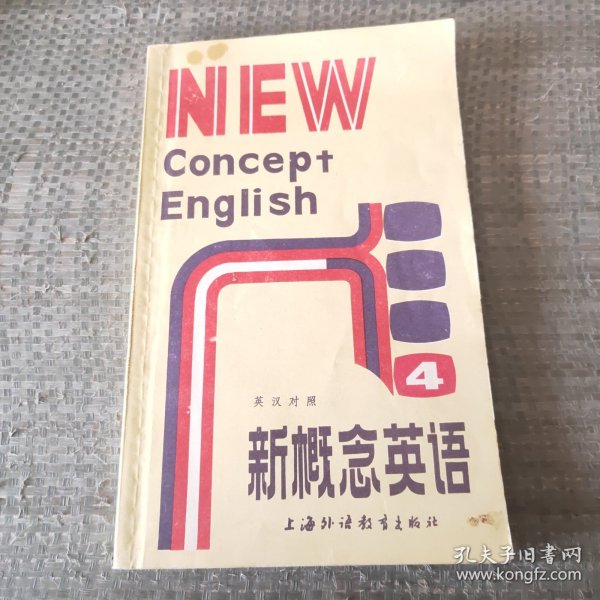 NEW
Concept
English
4
英汉对照
新概念英语
上海外语教育出版社
孔夫子旧书网
www.kongfz.com